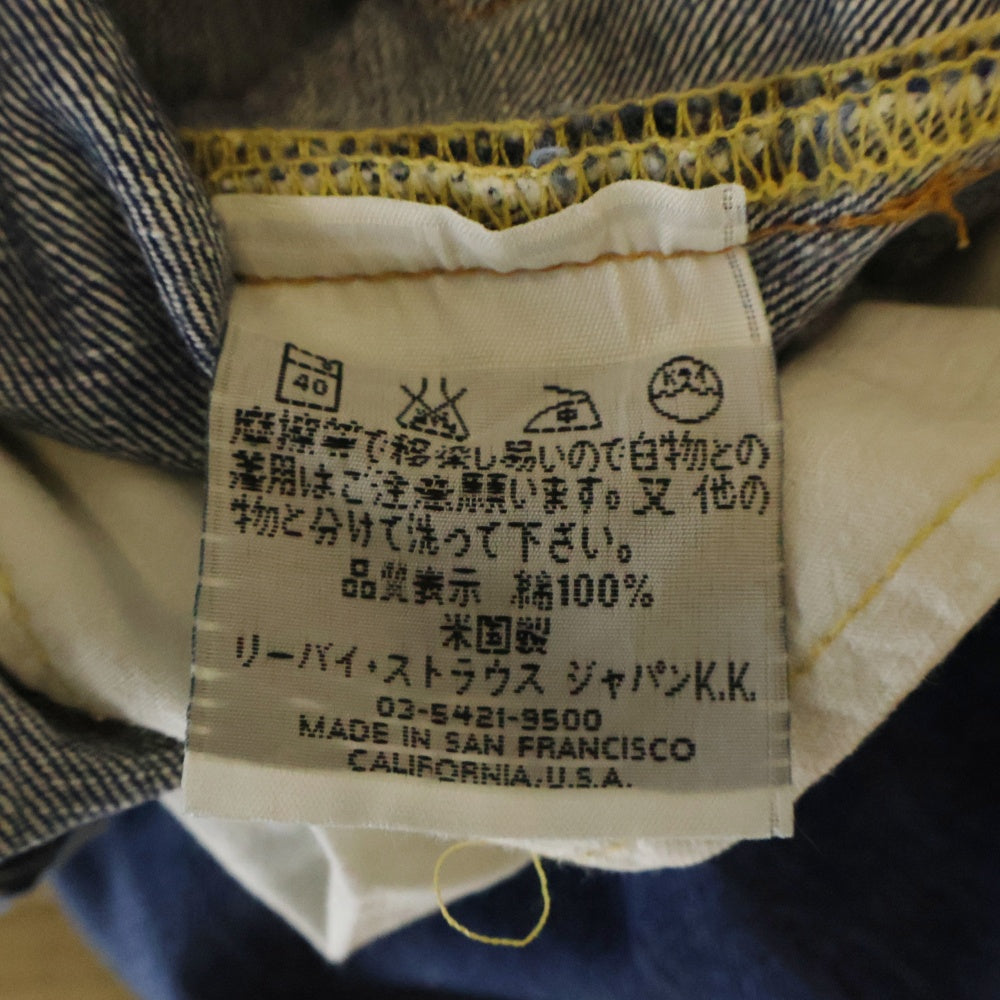 40
中
摩擦等で移染し易いので白物との
着用はご注意願います。又 他の
物と分けて洗って下さい。
品質表示 綿100%
米国製
リーバイ・ストラウス ジャパンK.K.
03-5421-9500
MADE IN SAN FRANCISCO
CALIFORNIA,U.S.A.